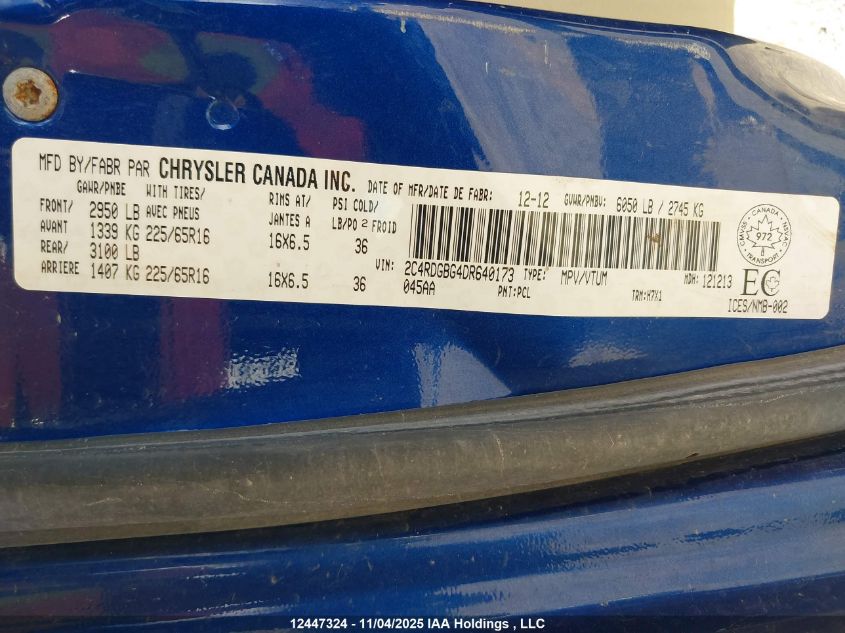 MFD BY/FABR PAR CHRYSLER CANADA INC. DATE OF MFR/DATE DE FABR: 12-12 GVWR/PNBV: 6050 LB / 2745 KG
GAWR/PNBE WITH TIRES/ RIMS AT/ PSI COLD/
FRONT/ 2950 LB AVEC PNEUS JANTES A LB/PO 2 FROID
AVANT 1339 KG 225/65R16 16X6.5 36
REAR/ 3100 LB
ARRIERE 1407 KG 225/65R16 16X6.5 36
VIN: 2C4RDGBG4DR640173 TYPE: MPV/VTUM MDH: 121213
045AA PNT:PCL TRM:H7X1
CANADA
972
TRANSPORT
EC
ICES/NMB-002
12447324 - 11/04/2025 IAA Holdings , LLC